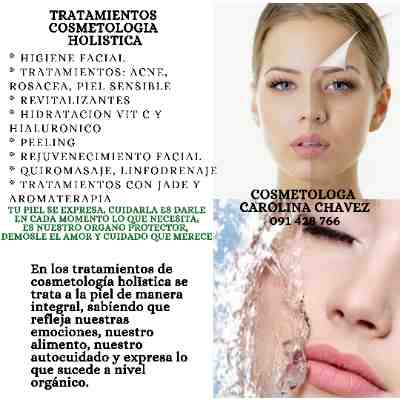 TRATAMIENTOS
COSMETOLOGIA
HOLISTICA
* HIGIENE FACIAL
* TRATAMIENTOS: ACNE,
ROSACEA, PIEL SENSIBLE
* REVITALIZANTES
* HIDRATACION VIT C Y
HIALURONICO
* PEELING
* REJUVENECIMIENTO FACIAL
* QUIROMASAJE, LINFODRENAJE
* TRATAMIENTOS CON JADE Y
AROMATERAPIA
TU PIEL SE EXPRESA. CUIDARLA ES DARLE
EN CADA MOMENTO LO QUE NECESITA,
ES NUESTRO ORGANO PROTECTOR,
DEMOSLE EL AMOR Y CUIDADO QUE MERECE
COSMETOLOGA
CAROLINA CHAVEZ
091 428 766
En los tratamientos de
cosmetología holística se
trata a la piel de manera
integral, sabiendo que
refleja nuestras
emociones, nuestro
alimento, nuestro
autocuidado y expresa lo
que sucede a nivel
orgánico.